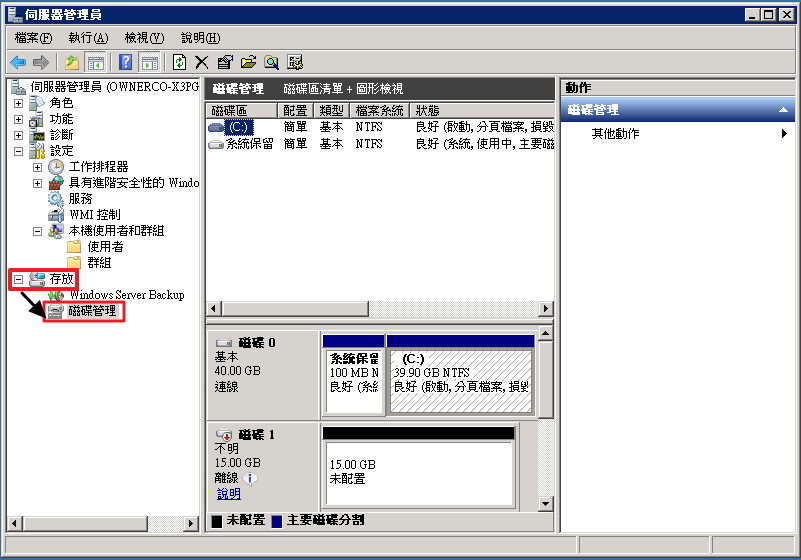 伺服器管理員
檔案(F) 執行(A) 檢視(V) 說明(H)
伺服器管理員 (OWNERCO-X3PG
角色
功能
診斷
設定
工作排程器
具有進階安全性的 Windo
服務
WMI 控制
本機使用者和群組
使用者
群組
存放
Windows Server Backup
磁碟管理
磁碟管理 磁碟區清單 + 圖形檢視
磁碟區 配置 類型 檔案系統 狀態
(C:) 簡單 基本 NTFS 良好 (啟動, 分頁檔案, 損毀
系統保留 簡單 基本 NTFS 良好 (系統, 使用中, 主要磁
磁碟 0
基本
40.00 GB
連線
系統保留
100 MB N
良好 (系統
(C:)
39.90 GB NTFS
良好 (啟動, 分頁檔案, 損毀
磁碟 1
不明
15.00 GB
離線
說明
15.00 GB
未配置
未配置 主要磁碟分割
動作
磁碟管理
其他動作